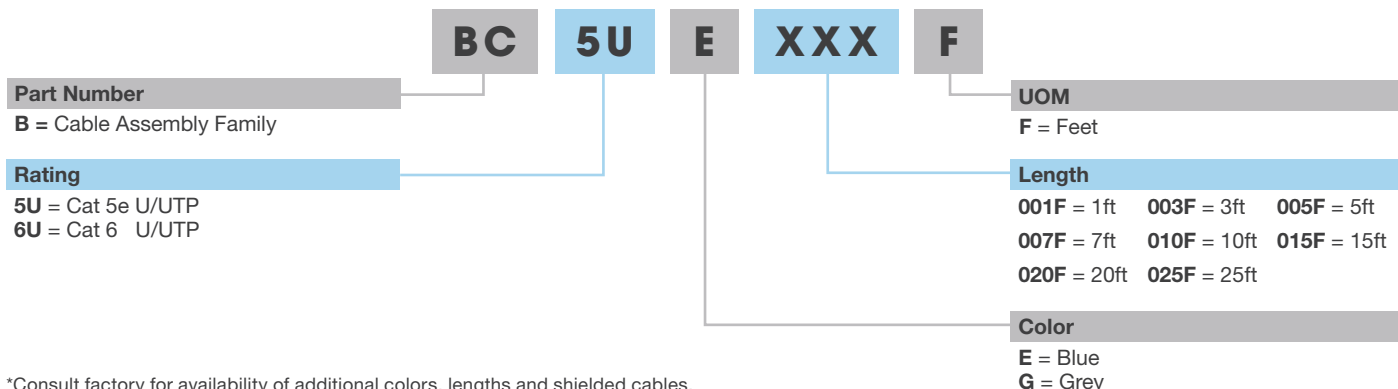 BC 5U E XXX F
Part Number
B = Cable Assembly Family
Rating
5U = Cat 5e U/UTP
6U = Cat 6 U/UTP
UOM
F = Feet
Length
001F = 1ft 003F = 3ft 005F = 5ft
007F = 7ft 010F = 10ft 015F = 15ft
020F = 20ft 025F = 25ft
Color
E = Blue
G = Grey
*Consult factory for availability of additional colors, lengths and shielded cables.